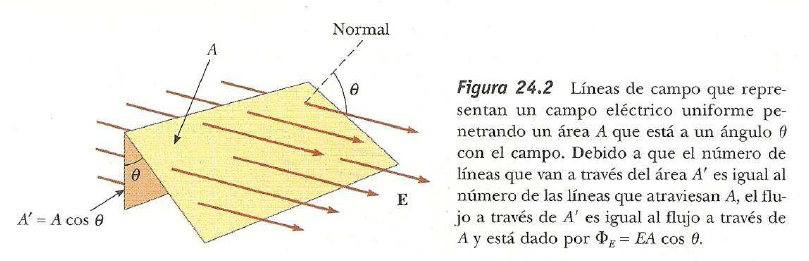 Normal
A
θ
θ
E
A' = A cos θ
Figura 24.2 Líneas de campo que repre-
sentan un campo eléctrico uniforme pe-
netrando un área A que está a un ángulo θ
con el campo. Debido a que el número de
líneas que van a través del área A' es igual al
número de las líneas que atraviesan A, el flu-
jo a través de A' es igual al flujo a través de
A y está dado por Φ_E = EA cos θ.